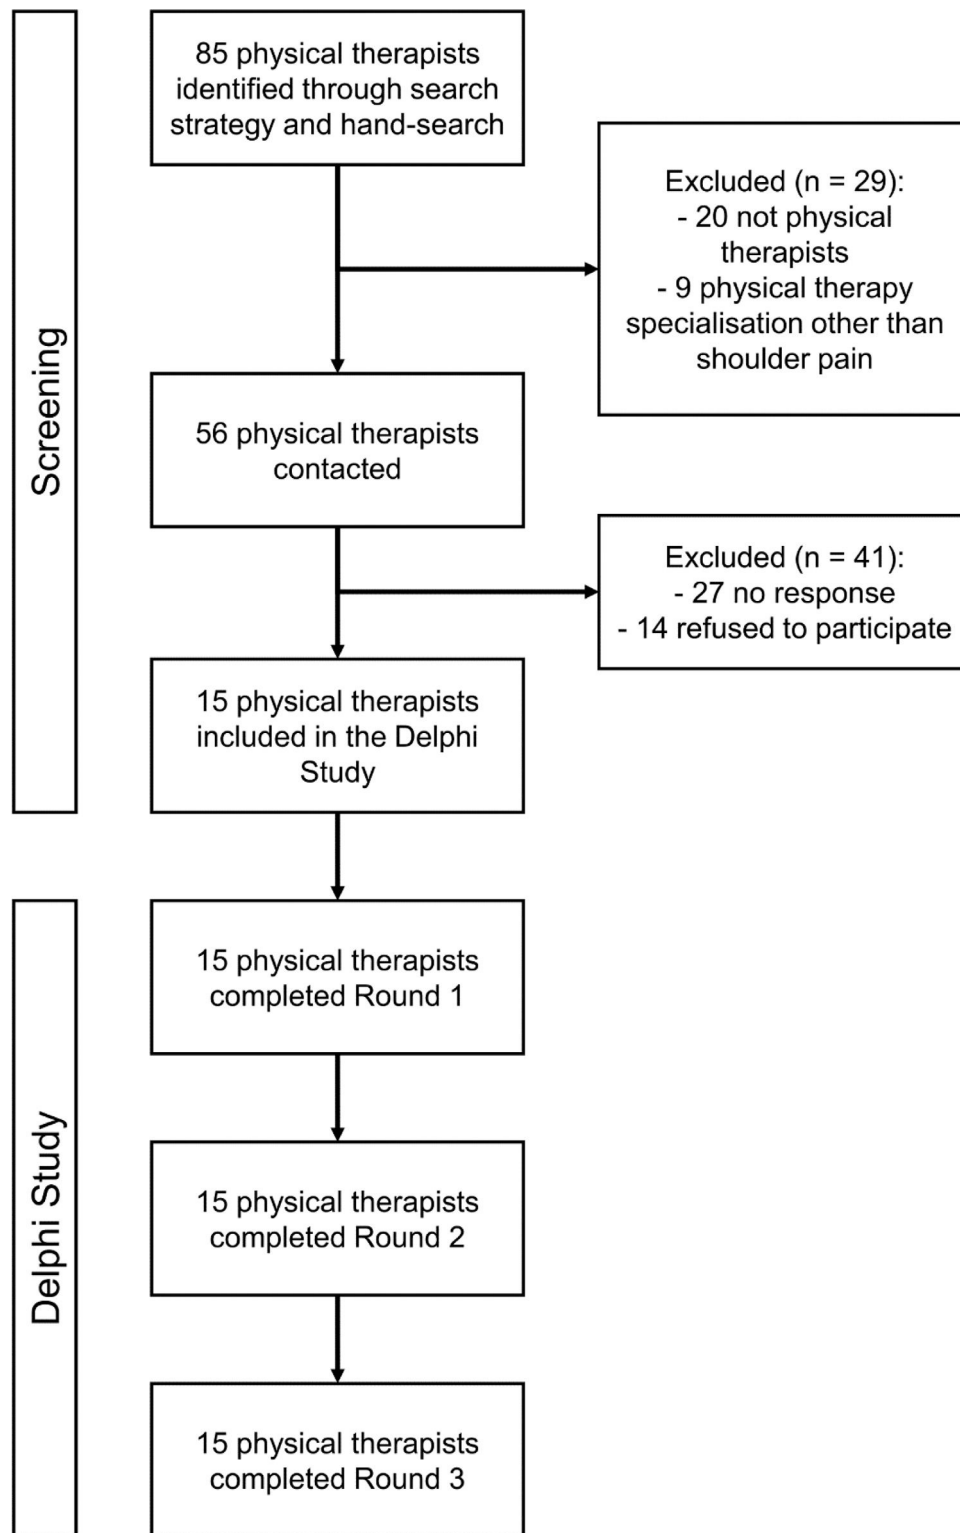 85 physical therapists
identified through search
strategy and hand-search
Excluded (n = 29):
- 20 not physical
therapists
- 9 physical therapy
specialisation other than
shoulder pain
Screening
56 physical therapists
contacted
Excluded (n = 41):
- 27 no response
- 14 refused to participate
15 physical therapists
included in the Delphi
Study
Delphi Study
15 physical therapists
completed Round 1
15 physical therapists
completed Round 2
15 physical therapists
completed Round 3